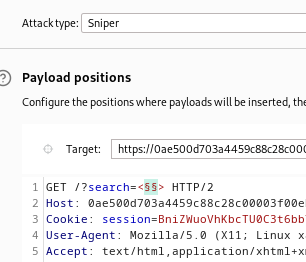 Attack type: Sniper
Payload positions
Configure the positions where payloads will be inserted, the
Target: https://0ae500d703a4459c88c28c00
1 GET /?search=<§§> HTTP/2
2 Host: 0ae500d703a4459c88c28c00003f00e
3 Cookie: session=BniZWuoVhKbcTU0C3t6bb
4 User-Agent: Mozilla/5.0 (X11; Linux x
5 Accept: text/html,application/xhtml+x